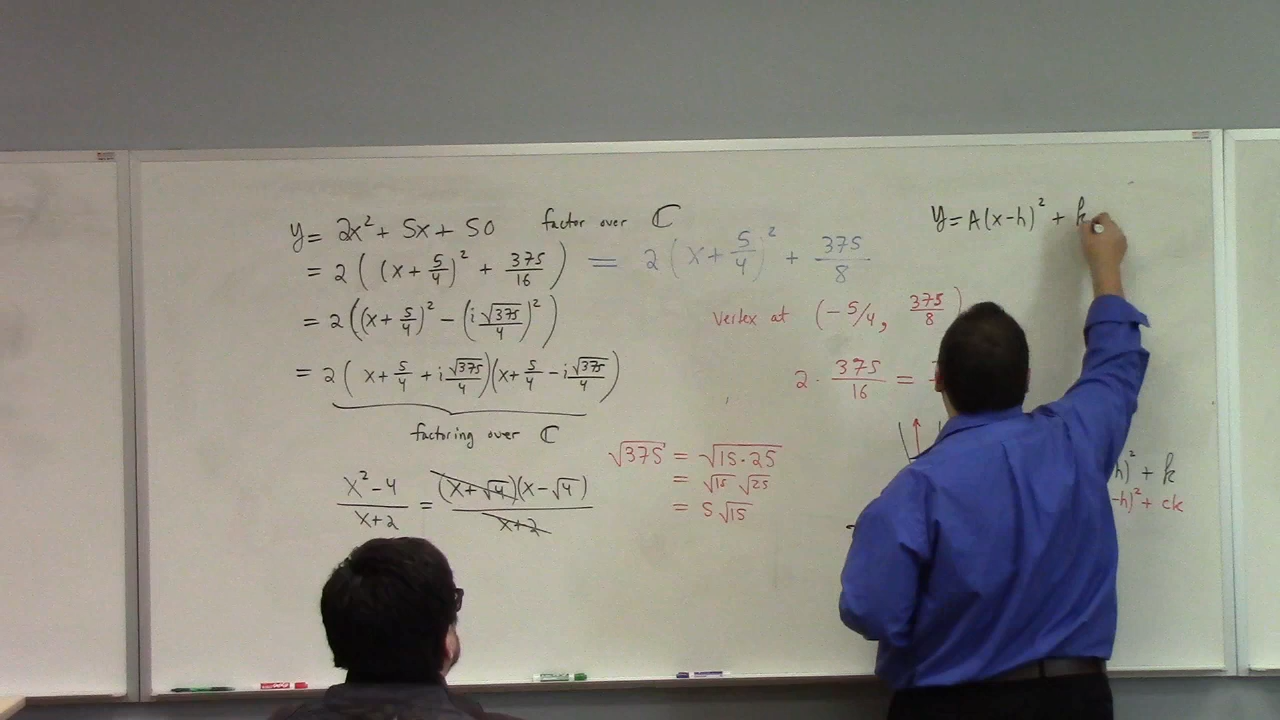 y = 2x² + 5x + 50 factor over ℂ
= 2((x + 5/4)² + 375/16) = 2(x + 5/4)² + 375/8
= 2((x + 5/4)² − (i√375/4)²)
= 2(x + 5/4 + i√375/4)(x + 5/4 − i√375/4)
factoring over ℂ
x²−4/x+2 = (x+√4)(x−√4)/x+2
√375 = √15·25
= √15 √25
= 5√15
y = A(x−h)² + k
vertex at (−5/4, 375/8)
2 · 375/16 =
h)² + k
−h)² + ck